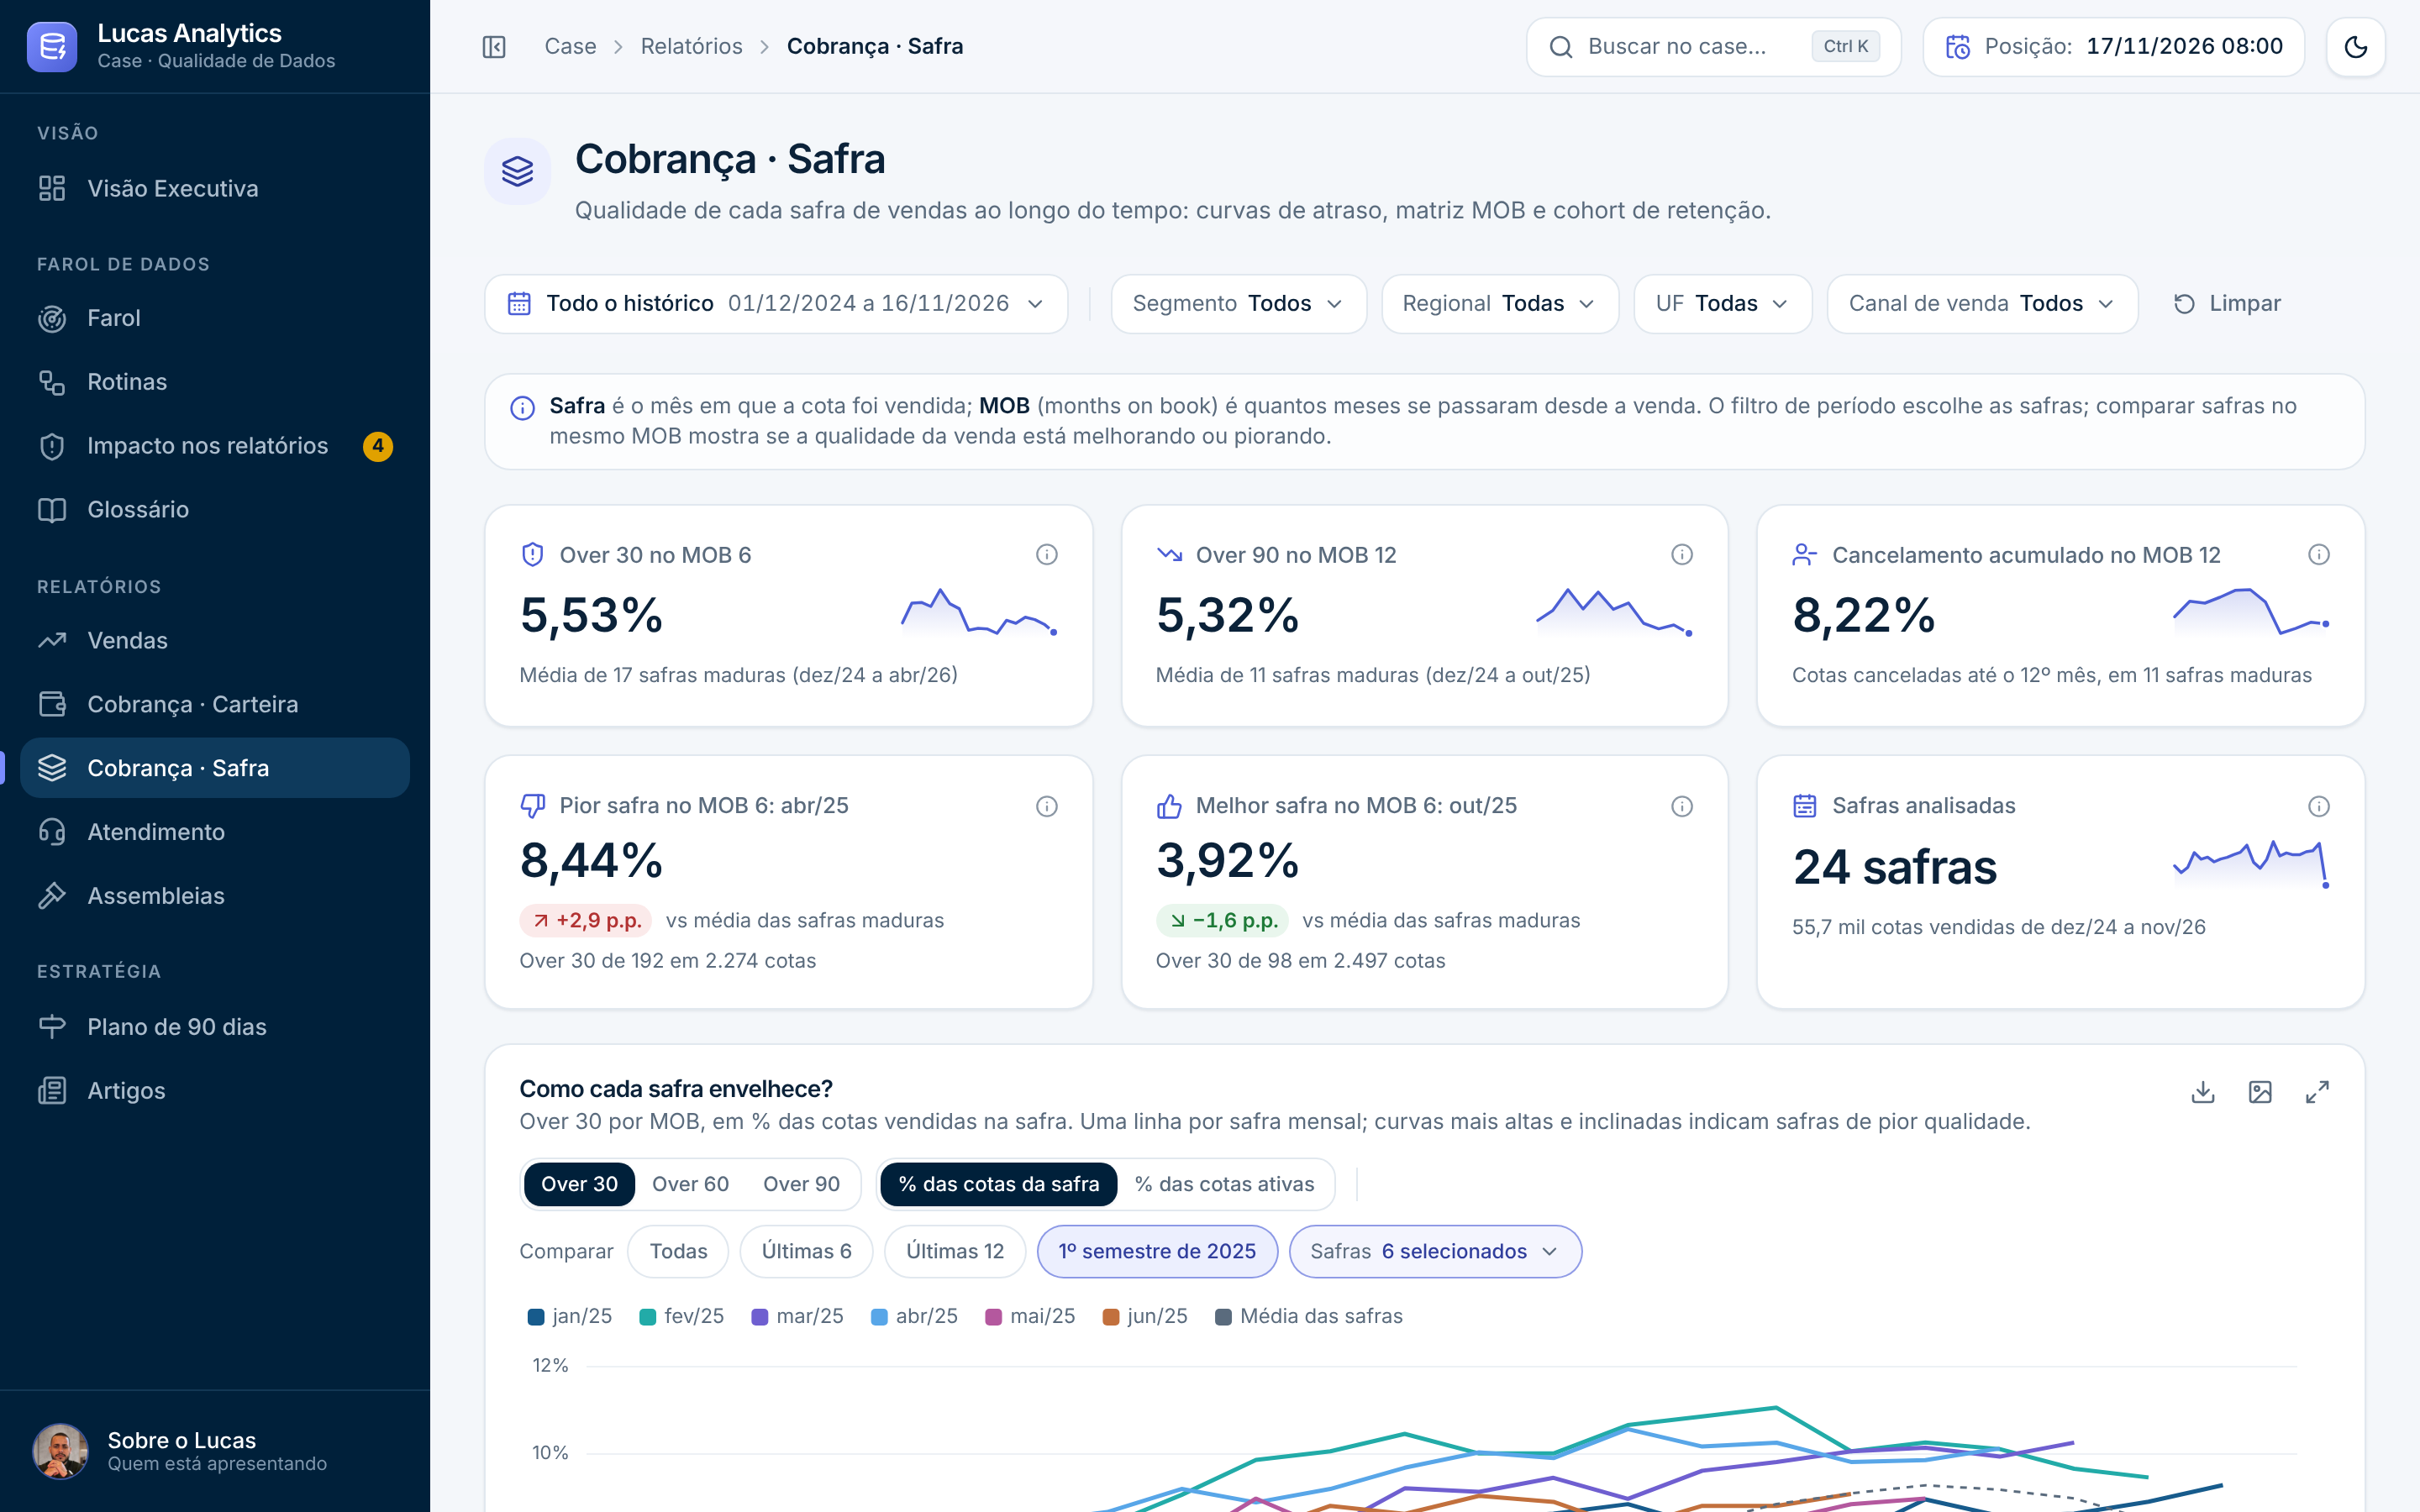 Lucas Analytics
Case · Qualidade de Dados
VISÃO
Visão Executiva
FAROL DE DADOS
Farol
Rotinas
Impacto nos relatórios 4
Glossário
RELATÓRIOS
Vendas
Cobrança · Carteira
Cobrança · Safra
Atendimento
Assembleias
ESTRATÉGIA
Plano de 90 dias
Artigos
Sobre o Lucas
Quem está apresentando
Case > Relatórios > Cobrança · Safra
Buscar no case... Ctrl K
Posição: 17/11/2026 08:00
Cobrança · Safra
Qualidade de cada safra de vendas ao longo do tempo: curvas de atraso, matriz MOB e cohort de retenção.
Todo o histórico 01/12/2024 a 16/11/2026
Segmento Todos
Regional Todas
UF Todas
Canal de venda Todos
Limpar
Safra é o mês em que a cota foi vendida; MOB (months on book) é quantos meses se passaram desde a venda. O filtro de período escolhe as safras; comparar safras no
mesmo MOB mostra se a qualidade da venda está melhorando ou piorando.
Over 30 no MOB 6
5,53%
Média de 17 safras maduras (dez/24 a abr/26)
Over 90 no MOB 12
5,32%
Média de 11 safras maduras (dez/24 a out/25)
Cancelamento acumulado no MOB 12
8,22%
Cotas canceladas até o 12º mês, em 11 safras maduras
Pior safra no MOB 6: abr/25
8,44%
+2,9 p.p. vs média das safras maduras
Over 30 de 192 em 2.274 cotas
Melhor safra no MOB 6: out/25
3,92%
−1,6 p.p. vs média das safras maduras
Over 30 de 98 em 2.497 cotas
Safras analisadas
24 safras
55,7 mil cotas vendidas de dez/24 a nov/26
Como cada safra envelhece?
Over 30 por MOB, em % das cotas vendidas na safra. Uma linha por safra mensal; curvas mais altas e inclinadas indicam safras de pior qualidade.
Over 30 Over 60 Over 90 % das cotas da safra % das cotas ativas
Comparar Todas Últimas 6 Últimas 12 1º semestre de 2025 Safras 6 selecionados
jan/25 fev/25 mar/25 abr/25 mai/25 jun/25 Média das safras
12%
10%